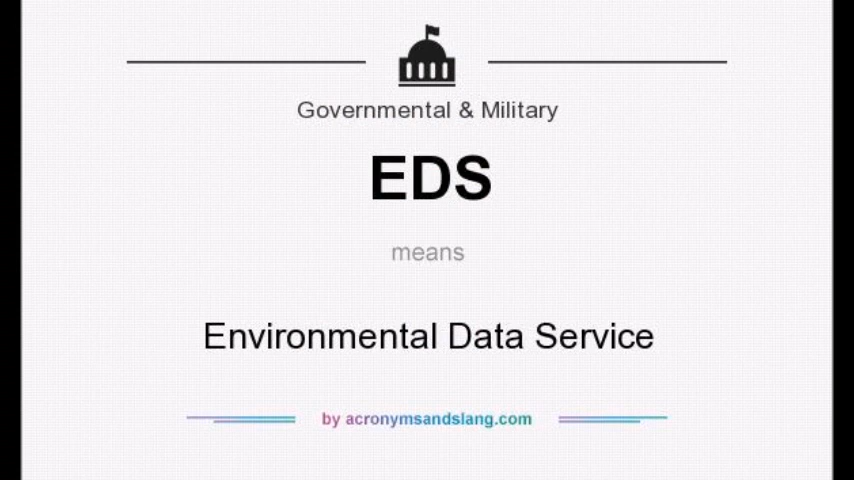 Governmental & Military
EDS
means
Environmental Data Service
by acronymsandslang.com